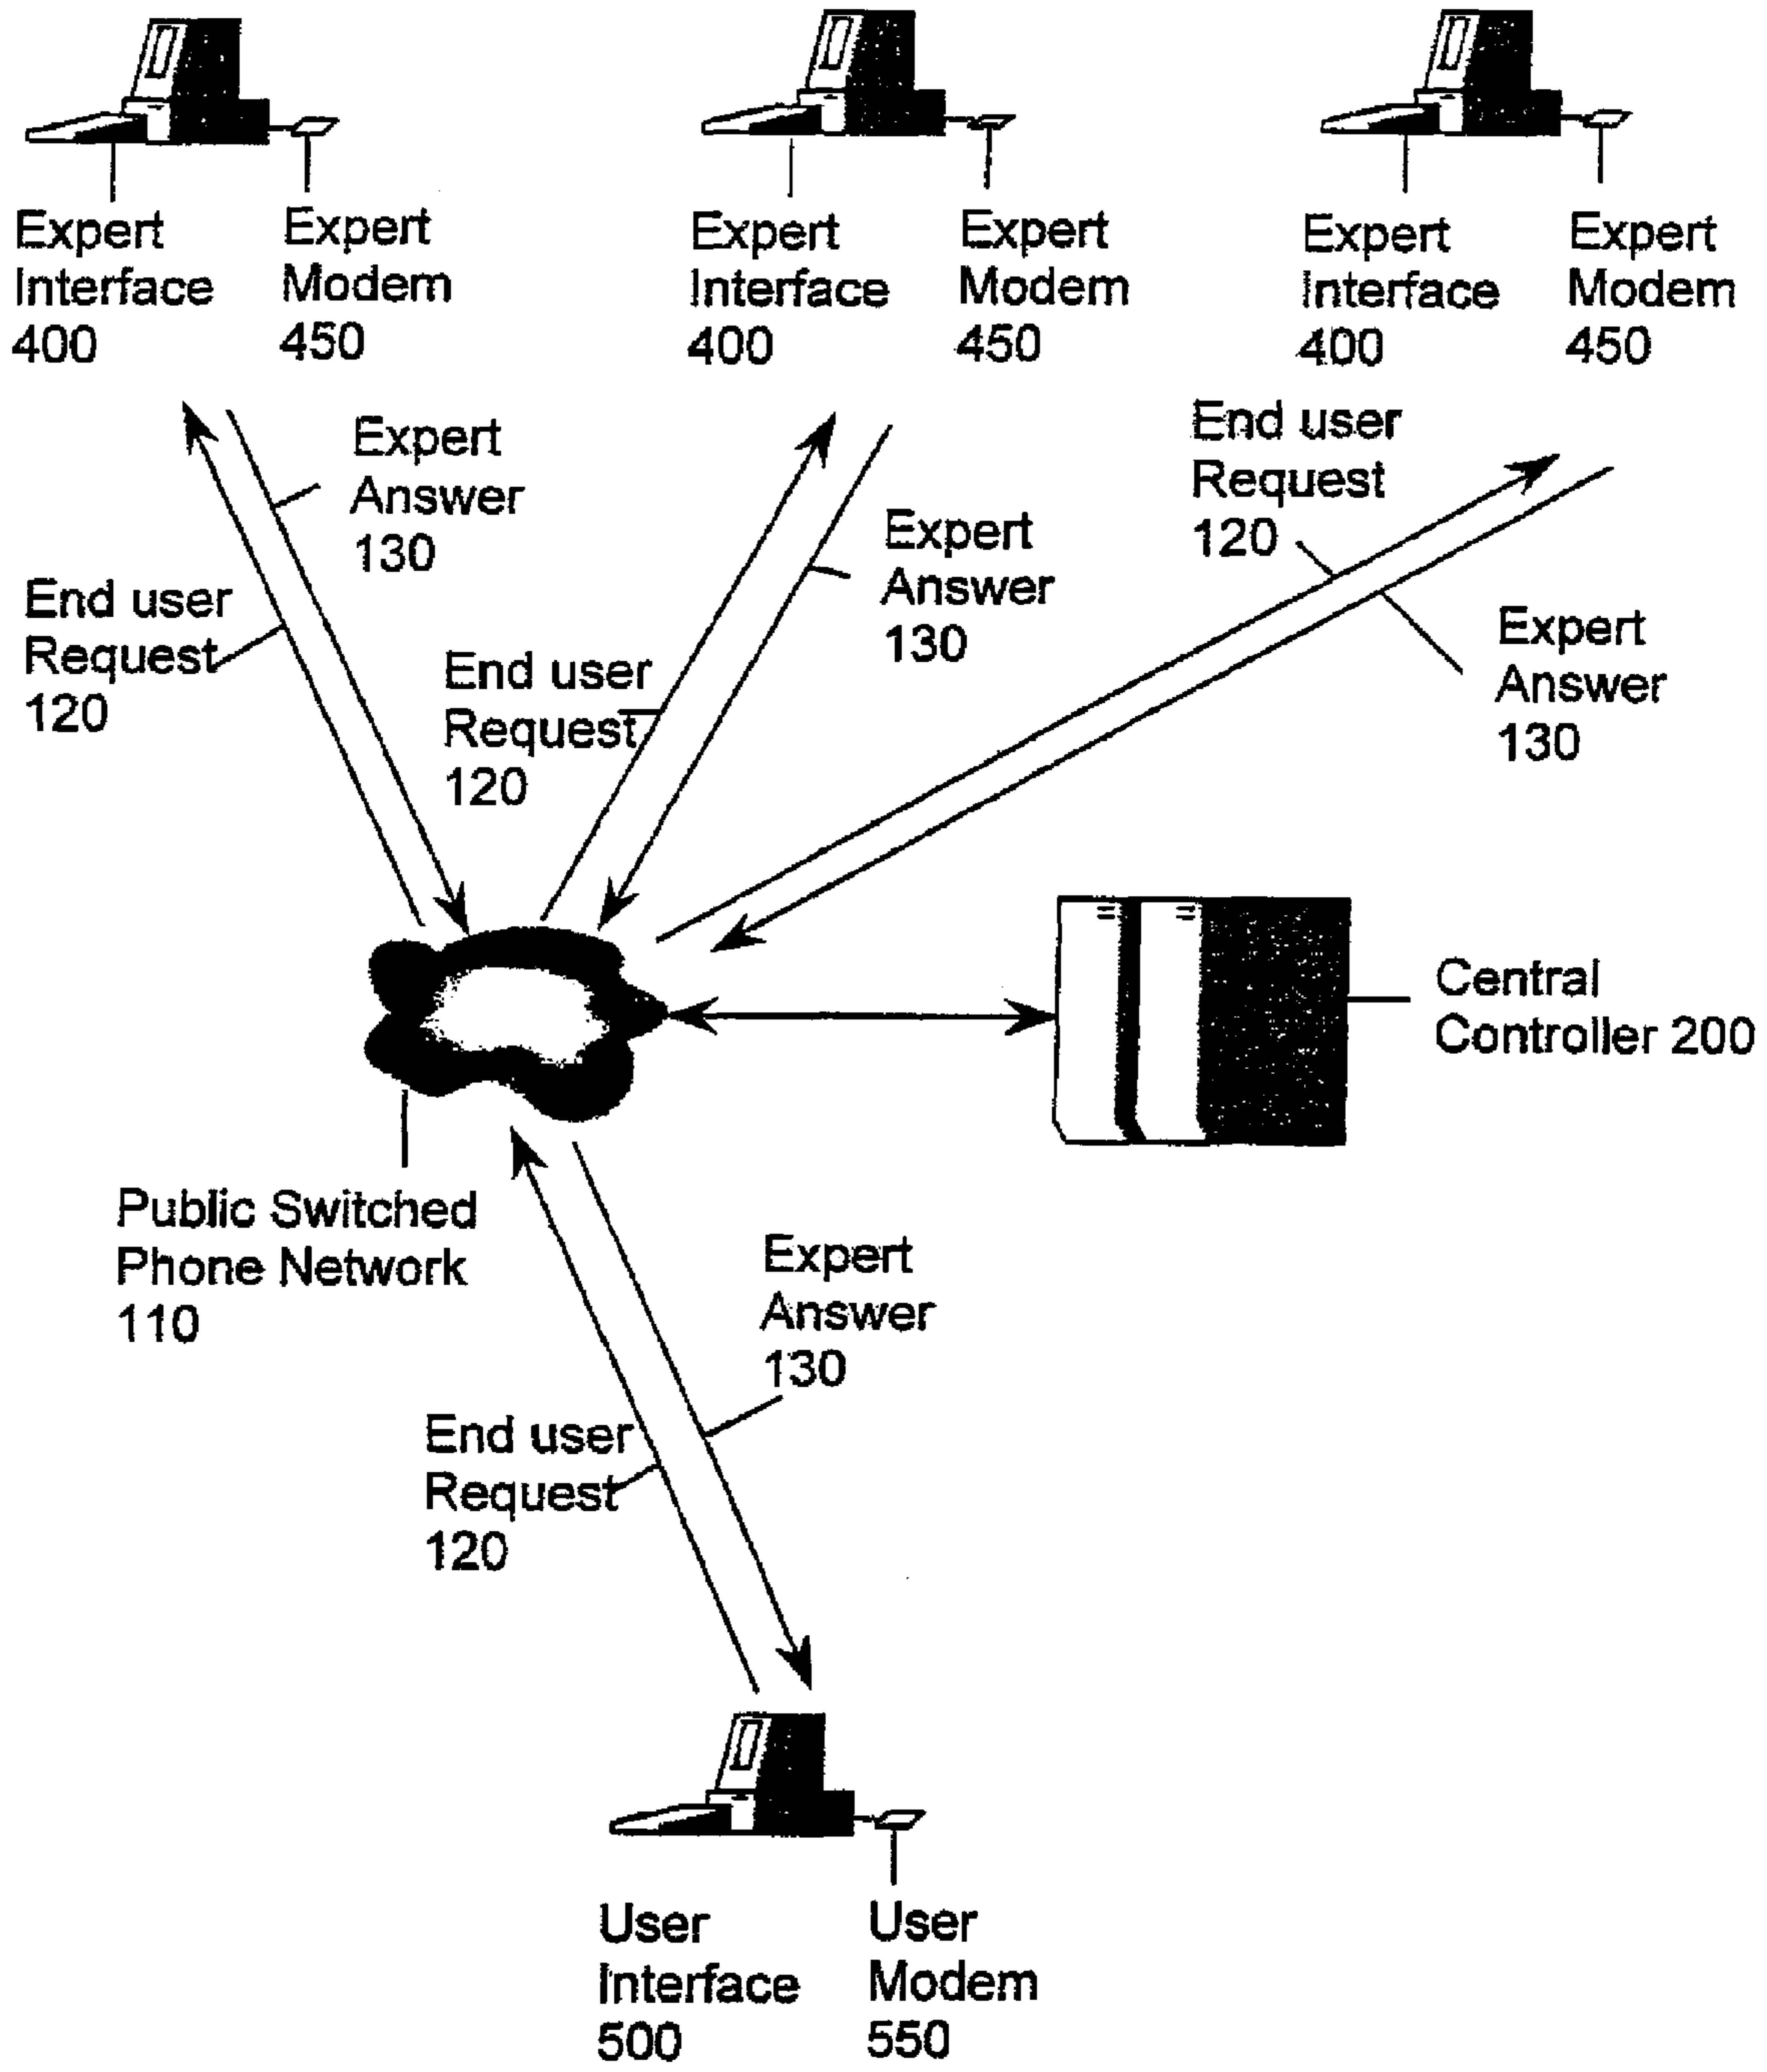 Expert
Interface
400
Expert
Modem
450
Expert
Interface
400
Expert
Modem
450
Expert
Interface
400
Expert
Modem
450
Expert
Answer
130
End user
Request
120
Expert
Answer
130
End user
Request
120
End user
Request
120
Expert
Answer
130
Central
Controller 200
Public Switched
Phone Network
110
Expert
Answer
130
End user
Request
120
User
Interface
500
User
Modem
550